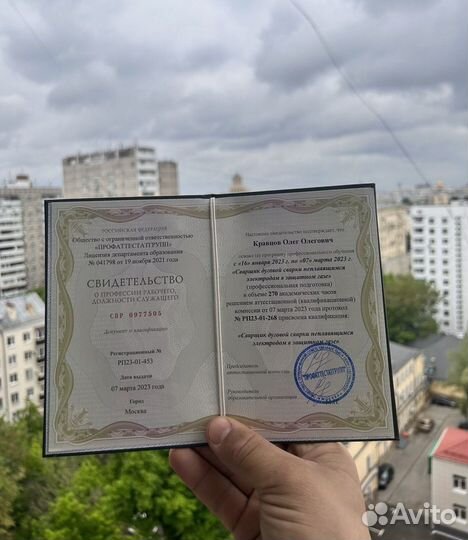 РОССИЙСКАЯ ФЕДЕРАЦИЯ
Общество с ограниченной ответственностью
"ПРОФАТТЕСТАТГРУПП"
Лицензия департамента образования
№ 041798 от 19 ноября 2021 года
СВИДЕТЕЛЬСТВО
О ПРОФЕССИИ РАБОЧЕГО,
ДОЛЖНОСТИ СЛУЖАЩЕГО
СВР 0977505
Документ о квалификации
Регистрационный №
РП23-01-453
Дата выдачи
07 марта 2023 года
Город
Москва
Настоящее свидетельство подтверждает, что
Кравцов Олег Олегович
освоил (а) программу профессионального обучения
с «16» января 2023 г. по «07» марта 2023 г.
«Сварщик дуговой сварки неплавящимся
электродом в защитном газе»
(профессиональная подготовка)
в объеме 270 академических часов
решением аттестационной (квалификационной)
комиссии от 07 марта 2023 года протокол
№ РП23-01-268 присвоена квалификация:
«Сварщик дуговой сварки неплавящимся
электродом в защитном газе»
Председатель
аттестационной комиссии
Руководитель
образовательной организации
"ПРОФАТТЕСТАТГРУПП"
Avito